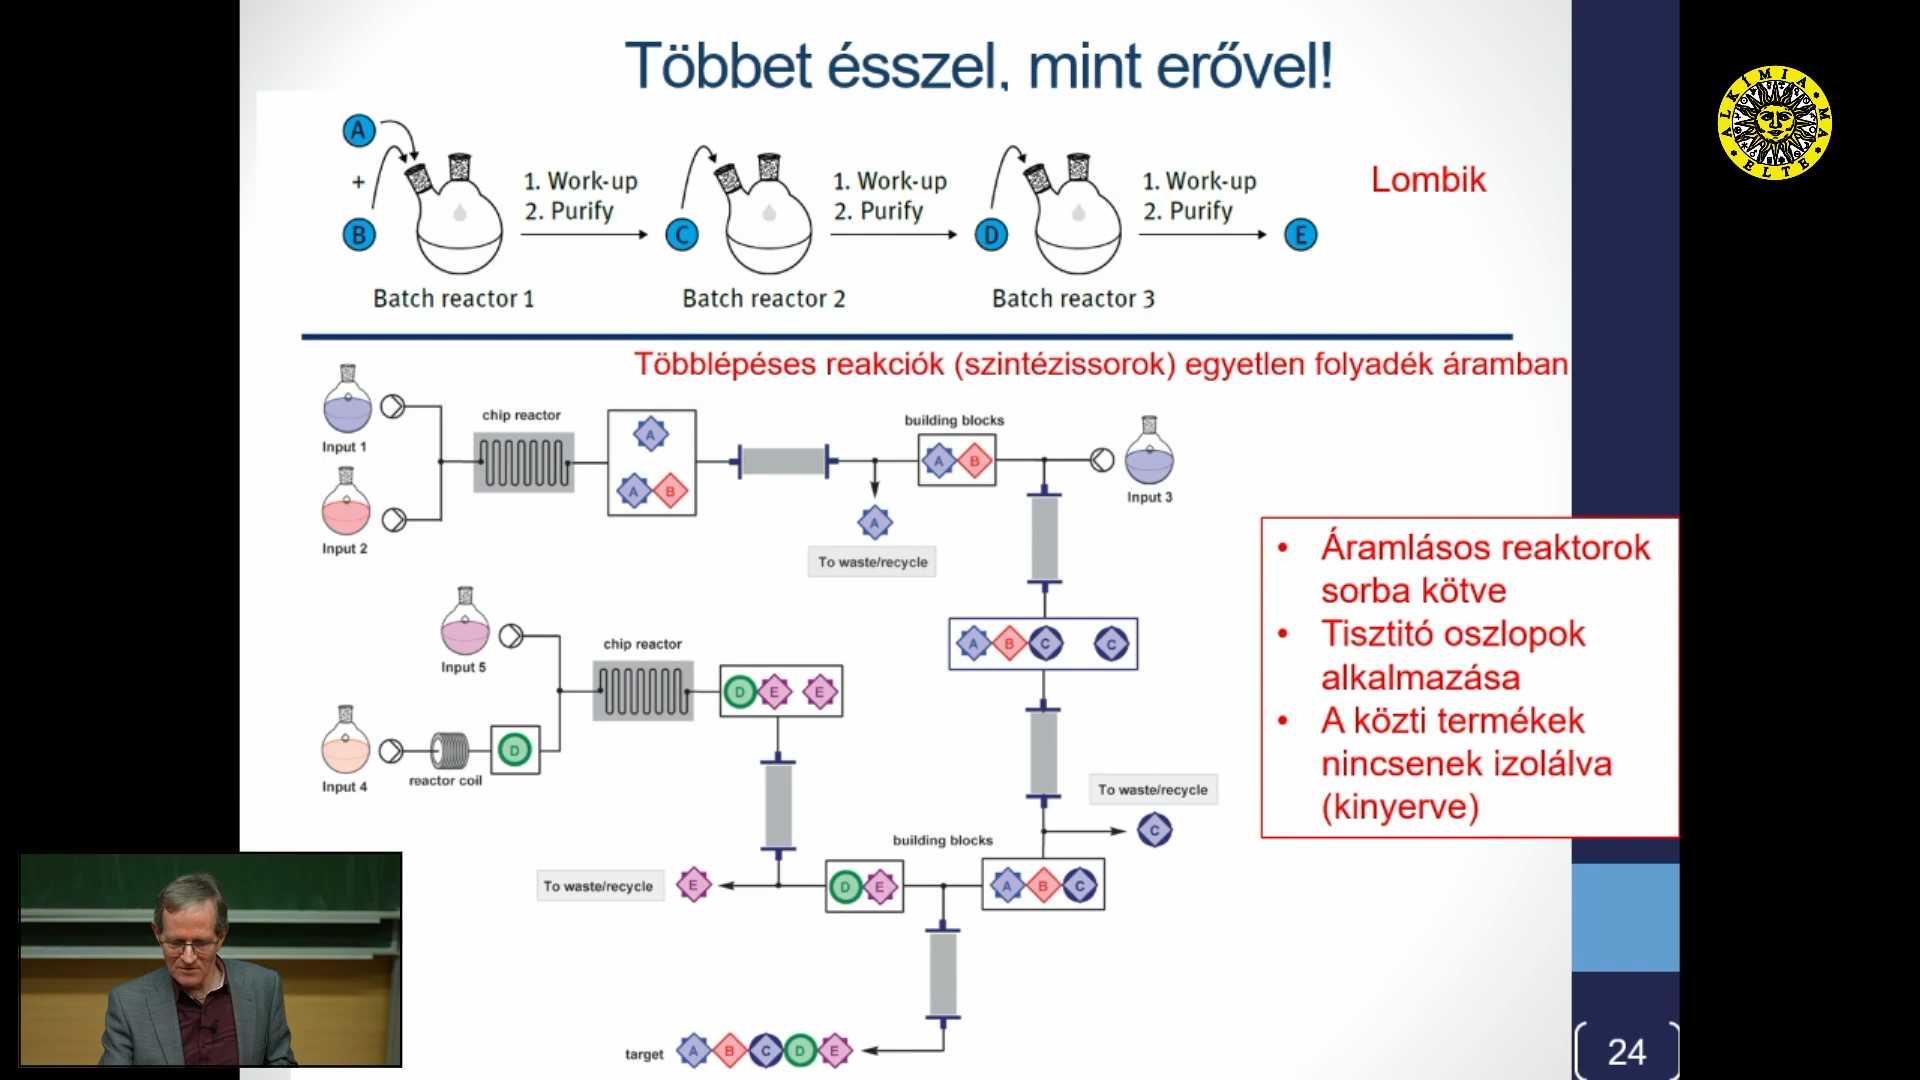 Többet ésszel, mint erővel!
ALKÍMIA • MA • ELTE •
A
+
B
1. Work-up
2. Purify
C
1. Work-up
2. Purify
D
1. Work-up
2. Purify
E
Lombik
Batch reactor 1
Batch reactor 2
Batch reactor 3
Többlépéses reakciók (szintézissorok) egyetlen folyadék áramban
Input 1
Input 2
chip reactor
A
A B
A
To waste/recycle
building blocks
A B
Input 3
A B C C
Input 5
Input 4
reactor coil
D
chip reactor
D E E
To waste/recycle
C
To waste/recycle
E
D E
building blocks
A B C
target
A B C D E
• Áramlásos reaktorok
sorba kötve
• Tisztitó oszlopok
alkalmazása
• A közti termékek
nincsenek izolálva
(kinyerve)
24